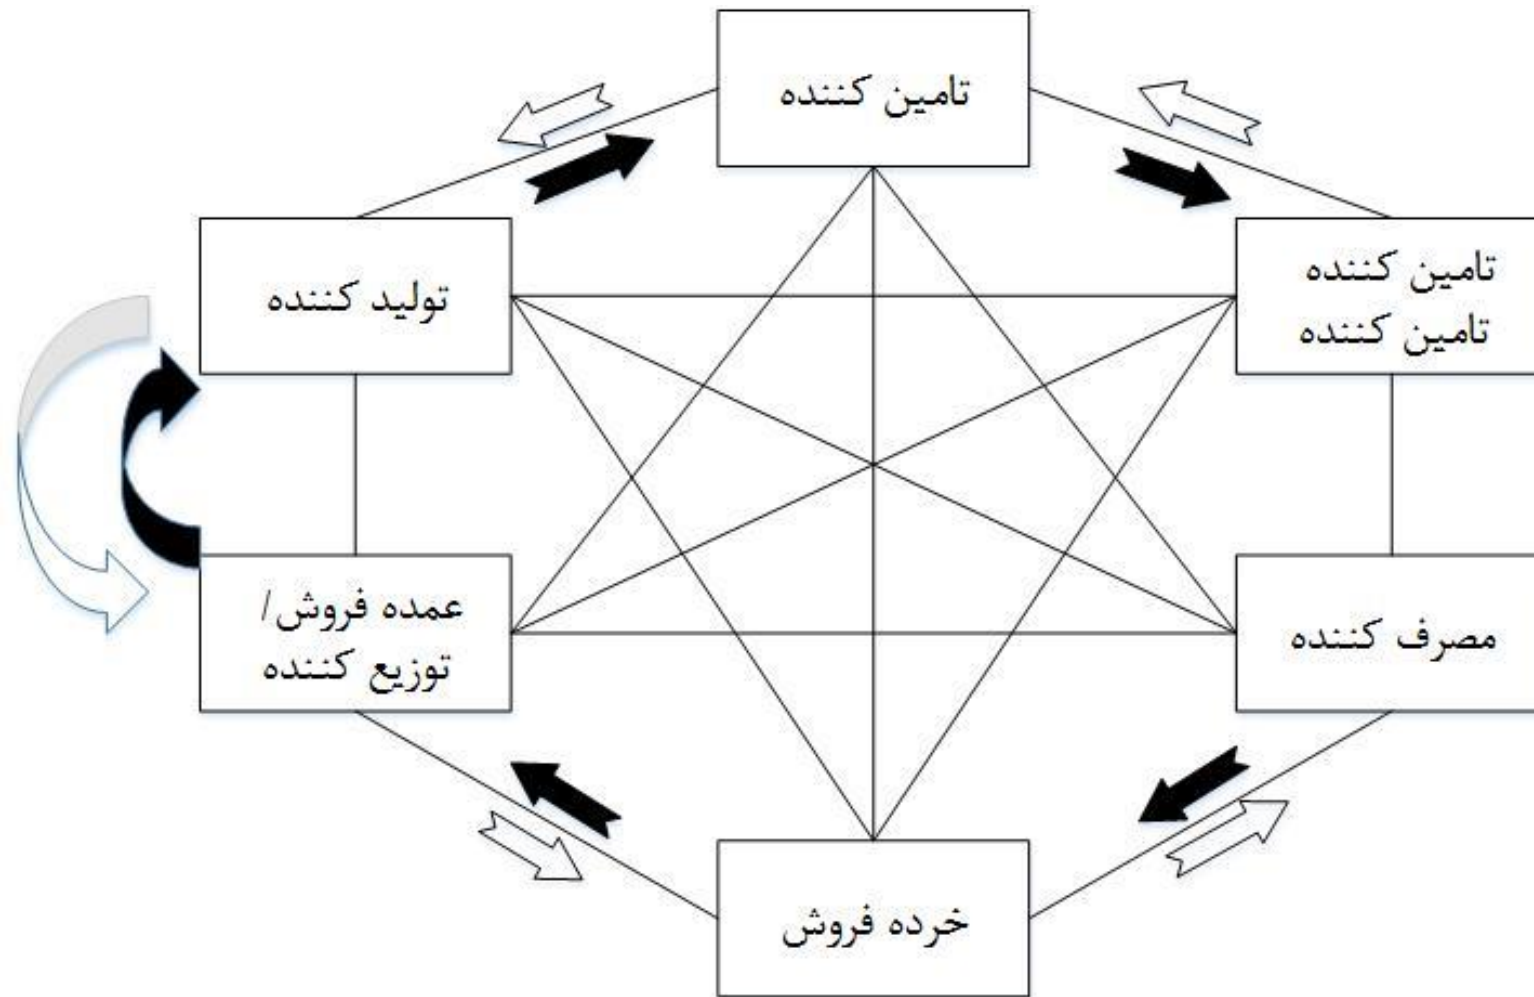 تامین کننده
تامین کننده
تامین کننده
تولید کننده
مصرف کننده
عمده فروش/
توزیع کننده
خرده فروش